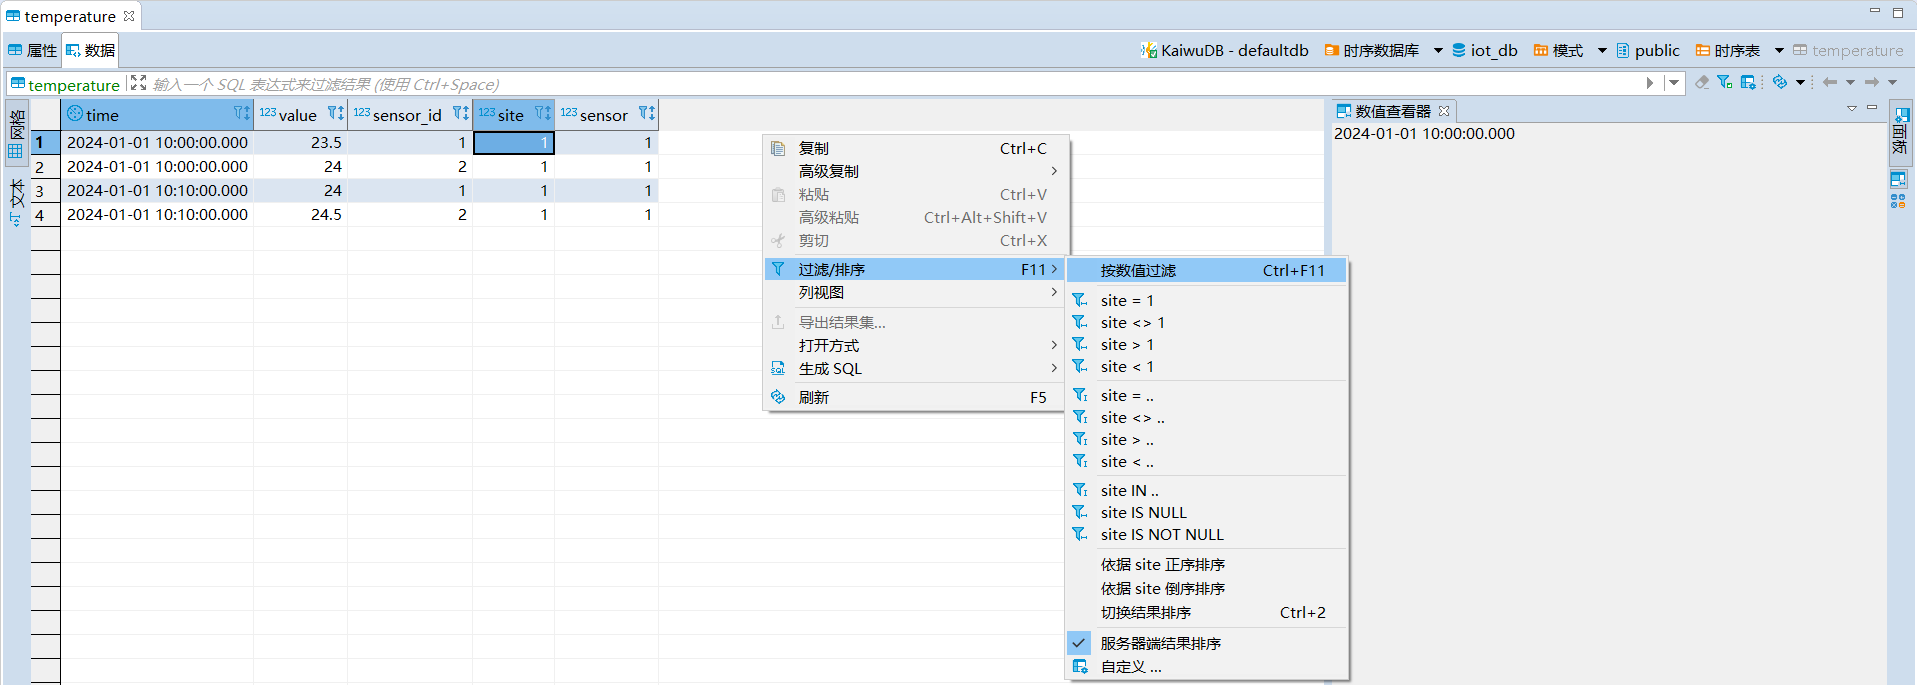 temperature
属性 数据 KaiwuDB - defaultdb 时序数据库 iot_db 模式 public 时序表 temperature
temperature 输入一个 SQL 表达式来过滤结果 (使用 Ctrl+Space)
网格
文本
time 123 value 123 sensor_id 123 site 123 sensor
1 2024-01-01 10:00:00.000 23.5 1 1 1
2 2024-01-01 10:00:00.000 24 2 1 1
3 2024-01-01 10:10:00.000 24 1 1 1
4 2024-01-01 10:10:00.000 24.5 2 1 1
复制 Ctrl+C
高级复制
粘贴 Ctrl+V
高级粘贴 Ctrl+Alt+Shift+V
剪切 Ctrl+X
过滤/排序 F11
列视图
导出结果集...
打开方式
SQL 生成 SQL
刷新 F5
按数值过滤 Ctrl+F11
site = 1
site <> 1
site > 1
site < 1
site = ..
site <> ..
site > ..
site < ..
site IN ..
site IS NULL
site IS NOT NULL
依据 site 正序排序
依据 site 倒序排序
切换结果排序 Ctrl+2
服务器端结果排序
自定义 ...
数值查看器
2024-01-01 10:00:00.000
面板